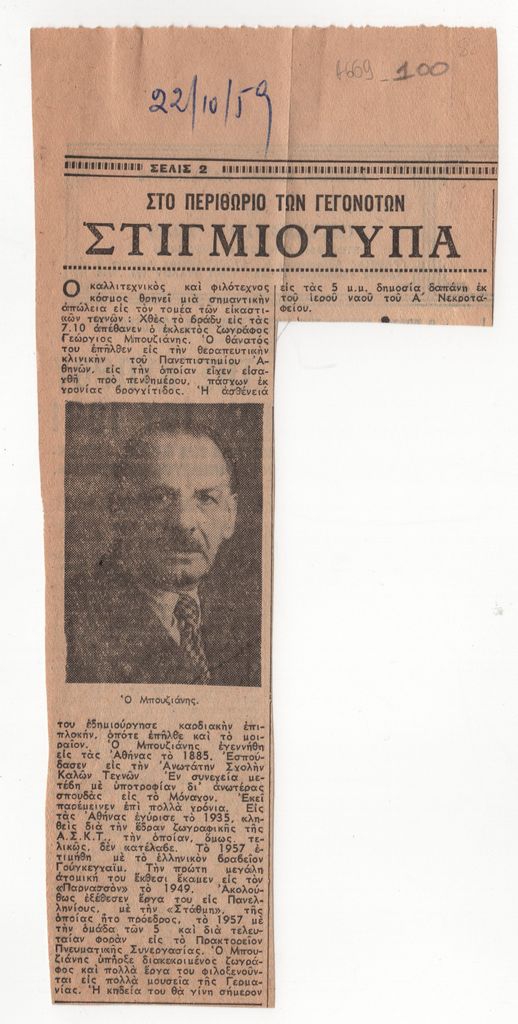 22/10/59
100
ΣΕΛΙΣ 2
ΣΤΟ ΠΕΡΙΘΩΡΙΟ ΤΩΝ ΓΕΓΟΝΟΤΩΝ
ΣΤΙΓΜΙΟΤΥΠΑ
Ο καλλιτεχνικὸς καὶ φιλότεχνος
κόσμος θρηνεῖ μιὰ σημαντικὴν
ἀπώλεια εἰς τὸν τομέα τῶν εἰκαστι-
κῶν τεχνῶν : Χθὲς τὸ βράδυ εἰς τὰς
7.10 ἀπέθανεν ὁ ἐκλεκτὸς ζωγράφος
Γεώργιος Μπουζιάνης. Ὁ θάνατός
του ἐπῆλθεν εἰς τὴν θεραπευτικὴν
κλινικὴν τοῦ Πανεπιστημίου Ἀ-
θηνῶν, εἰς τὴν ὁποίαν εἶχεν εἰσα-
χθῆ πρὸ πενθημέρου, πάσχων ἐκ
χρονίας βρογχίτιδος. Ἡ ἀσθένειά
Ὁ Μπουζιάνης.
του ἐδημιούργησε καρδιακὴν ἐπι-
πλοκήν, ὁπότε ἐπῆλθε καὶ τὸ μοι-
ραῖον. Ὁ Μπουζιάνης ἐγεννήθη
εἰς τὰς Ἀθήνας τὸ 1885. Ἐσπού-
δασεν εἰς τὴν Ἀνωτάτην Σχολὴν
Καλῶν Τεχνῶν Ἐν συνεχία με-
τέβη μὲ ὑποτροφίαν δι' ἀνωτέρας
σπουδὰς εἰς τὸ Μόναχον. Ἐκεῖ
παρέμεινεν ἐπὶ πολλὰ χρόνια. Εἰς
τὰς Ἀθήνας ἐγύρισε τὸ 1935, κλη-
θεὶς διὰ τὴν ἕδραν ζωγραφικῆς τῆς
Α.Σ.Κ.Τ., τὴν ὁποίαν, ὅμως, τε-
λικῶς, δὲν κατέλαβε. Τὸ 1957 ἐ-
τιμήθη μὲ τὸ ἑλληνικὸν βραβεῖον
Γούγκενχαϊμ. Τὴν πρώτη μεγάλη
ἀτομική του ἔκθεσι ἔκαμεν εἰς τὸν
«Παρνασσὸν» τὸ 1949. Ἀκολού-
θως ἐξέθεσεν ἔργα του εἰς Πανελ-
ληνίους, μὲ τὴν «Στάθμη», τῆς
ὁποίας ἦτο πρόεδρος, τὸ 1957 μὲ
τὴν ὁμάδα τῶν 5 καὶ διὰ τελευ-
ταίαν φορὰν εἰς τὸ Πρακτορεῖον
Πνευματικῆς Συνεργασίας. Ὁ Μπου-
ζιάνης ὑπῆρξε διακεκριμένος ζωγρά-
φος καὶ πολλὰ ἔργα του φιλοξενοῦν-
ται εἰς πολλὰ μουσεῖα τῆς Γερμα-
νίας. Ἡ κηδεία του θὰ γίνη σήμερον
εἰς τὰς 5 μ.μ. δημοσία δαπάνη ἐκ
τοῦ ἱεροῦ ναοῦ τοῦ Α' Νεκροτα-
φείου.